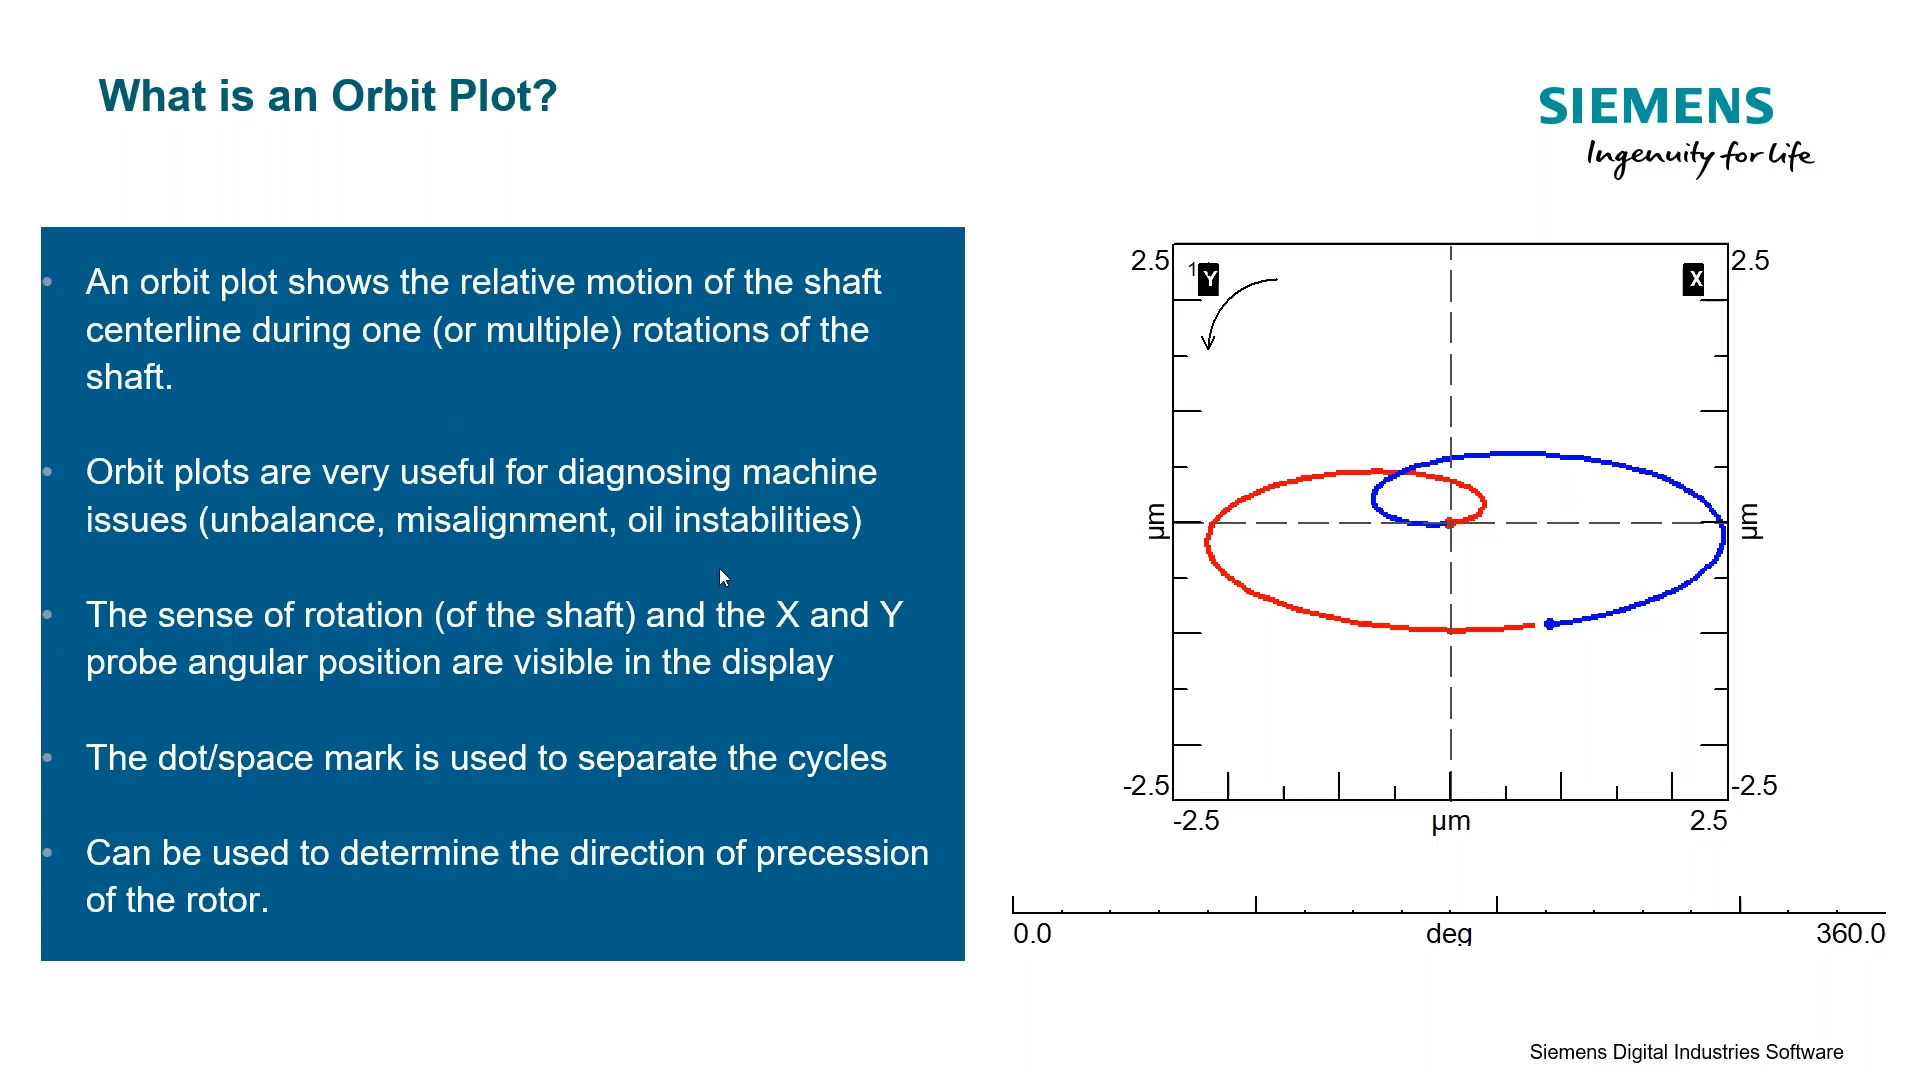 What is an Orbit Plot?
SIEMENS
Ingenuity for life
• An orbit plot shows the relative motion of the shaft
centerline during one (or multiple) rotations of the
shaft.
• Orbit plots are very useful for diagnosing machine
issues (unbalance, misalignment, oil instabilities)
• The sense of rotation (of the shaft) and the X and Y
probe angular position are visible in the display
• The dot/space mark is used to separate the cycles
• Can be used to determine the direction of precession
of the rotor.
2.5 1 Y X 2.5
µm µm
-2.5 -2.5
-2.5 µm 2.5
0.0 deg 360.0
Siemens Digital Industries Software